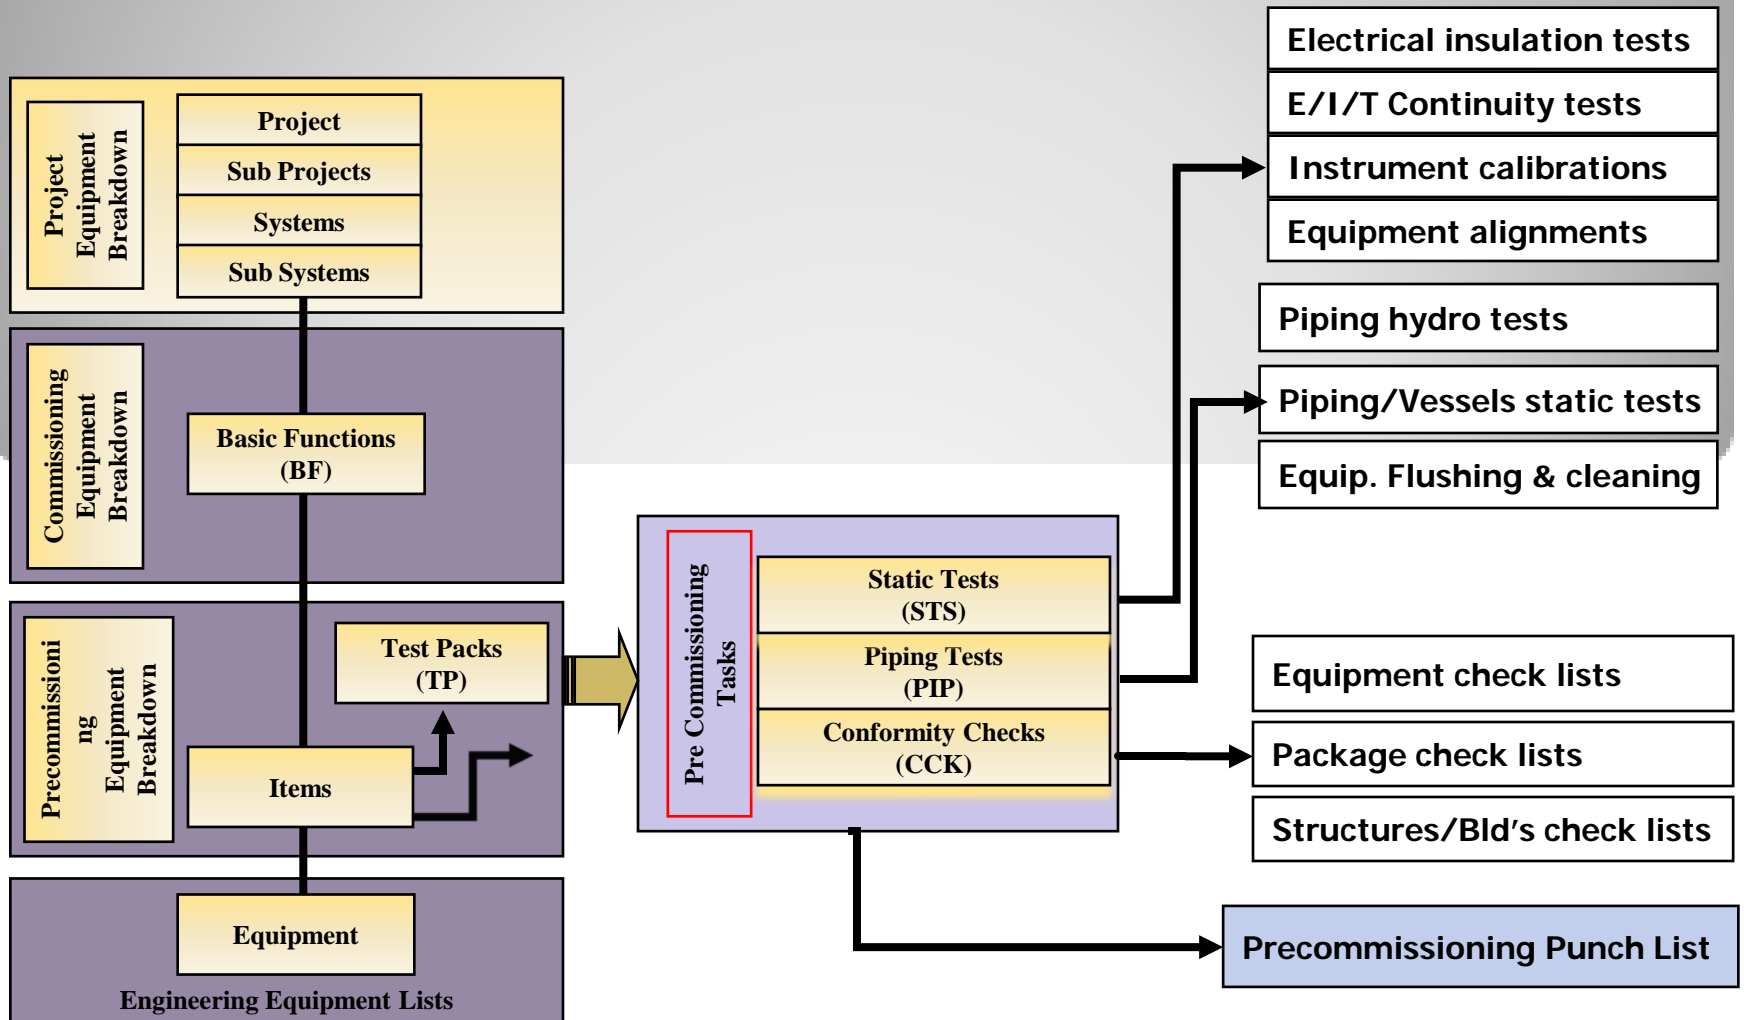 Project
Equipment
Breakdown
Project
Sub Projects
Systems
Sub Systems
Commissioning
Equipment
Breakdown
Basic Functions
(BF)
Precommissioni
ng
Equipment
Breakdown
Test Packs
(TP)
Items
Equipment
Engineering Equipment Lists
Pre Commissioning
Tasks
Static Tests
(STS)
Piping Tests
(PIP)
Conformity Checks
(CCK)
Electrical insulation tests
E/I/T Continuity tests
Instrument calibrations
Equipment alignments
Piping hydro tests
Piping/Vessels static tests
Equip. Flushing & cleaning
Equipment check lists
Package check lists
Structures/Bld’s check lists
Precommissioning Punch List